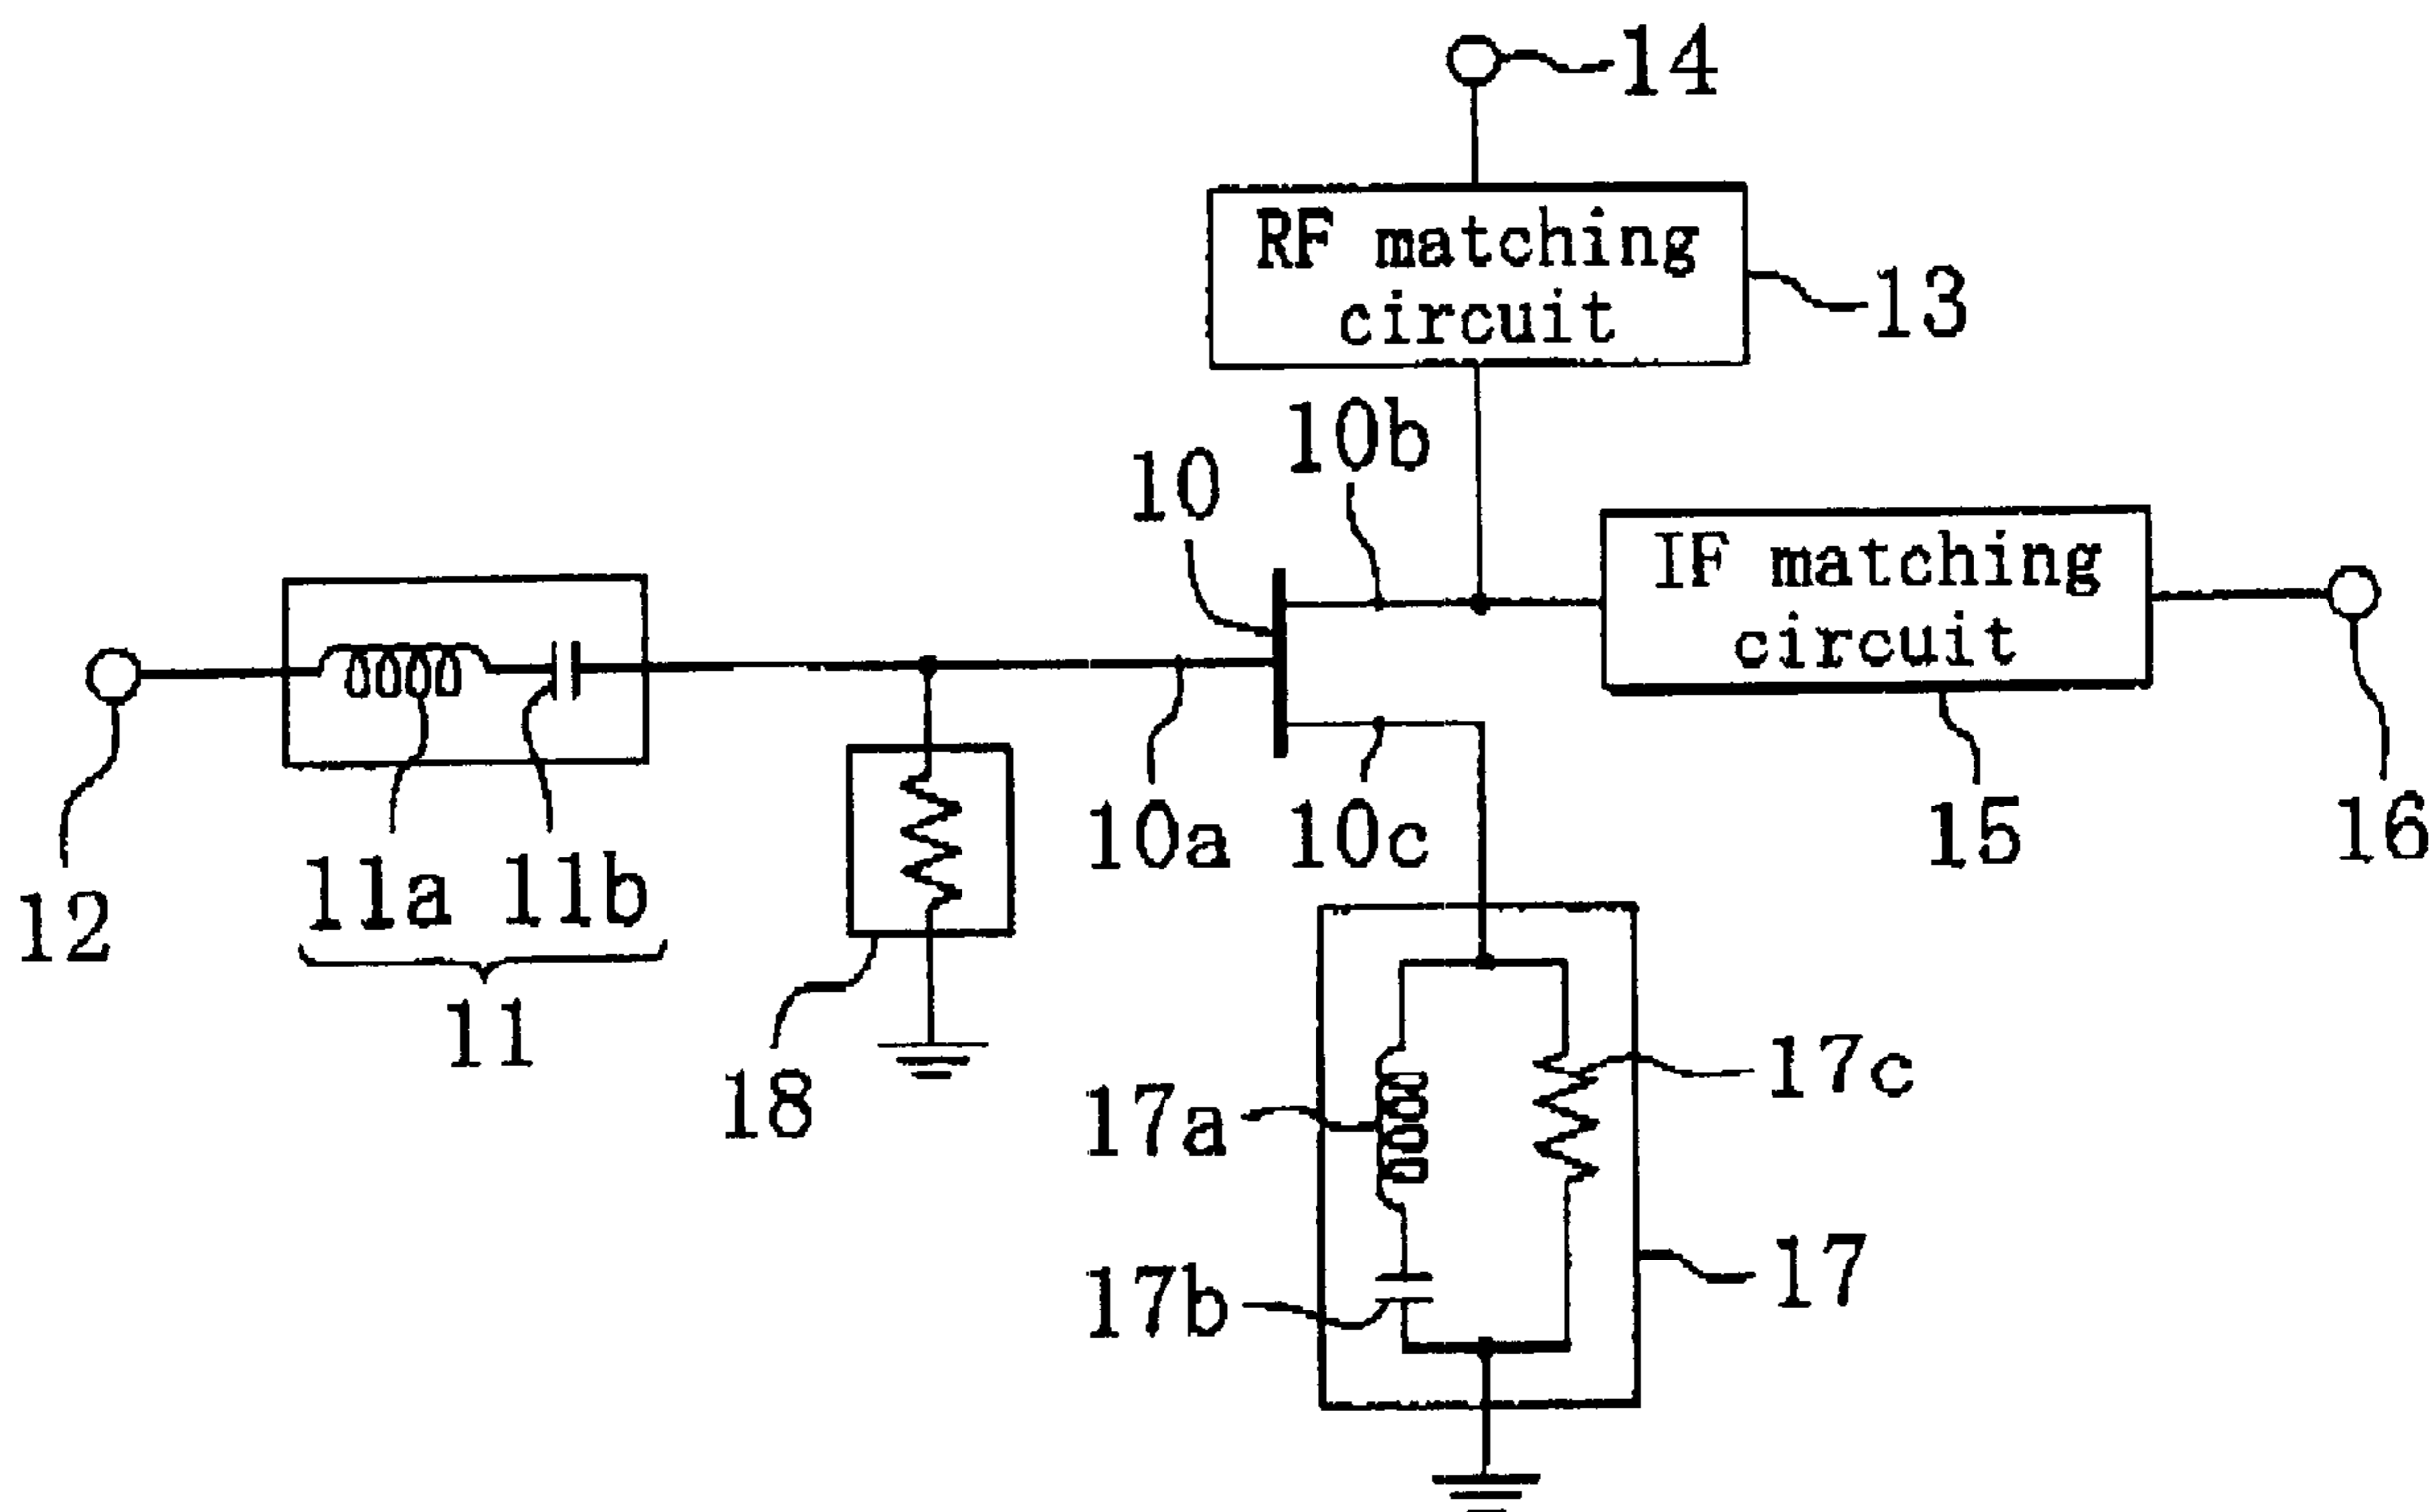 14
RF matching
circuit
13
10b
10
IF matching
circuit
12
11a 11b
11
18
10a
10c
15
16
17a
17c
17b
17